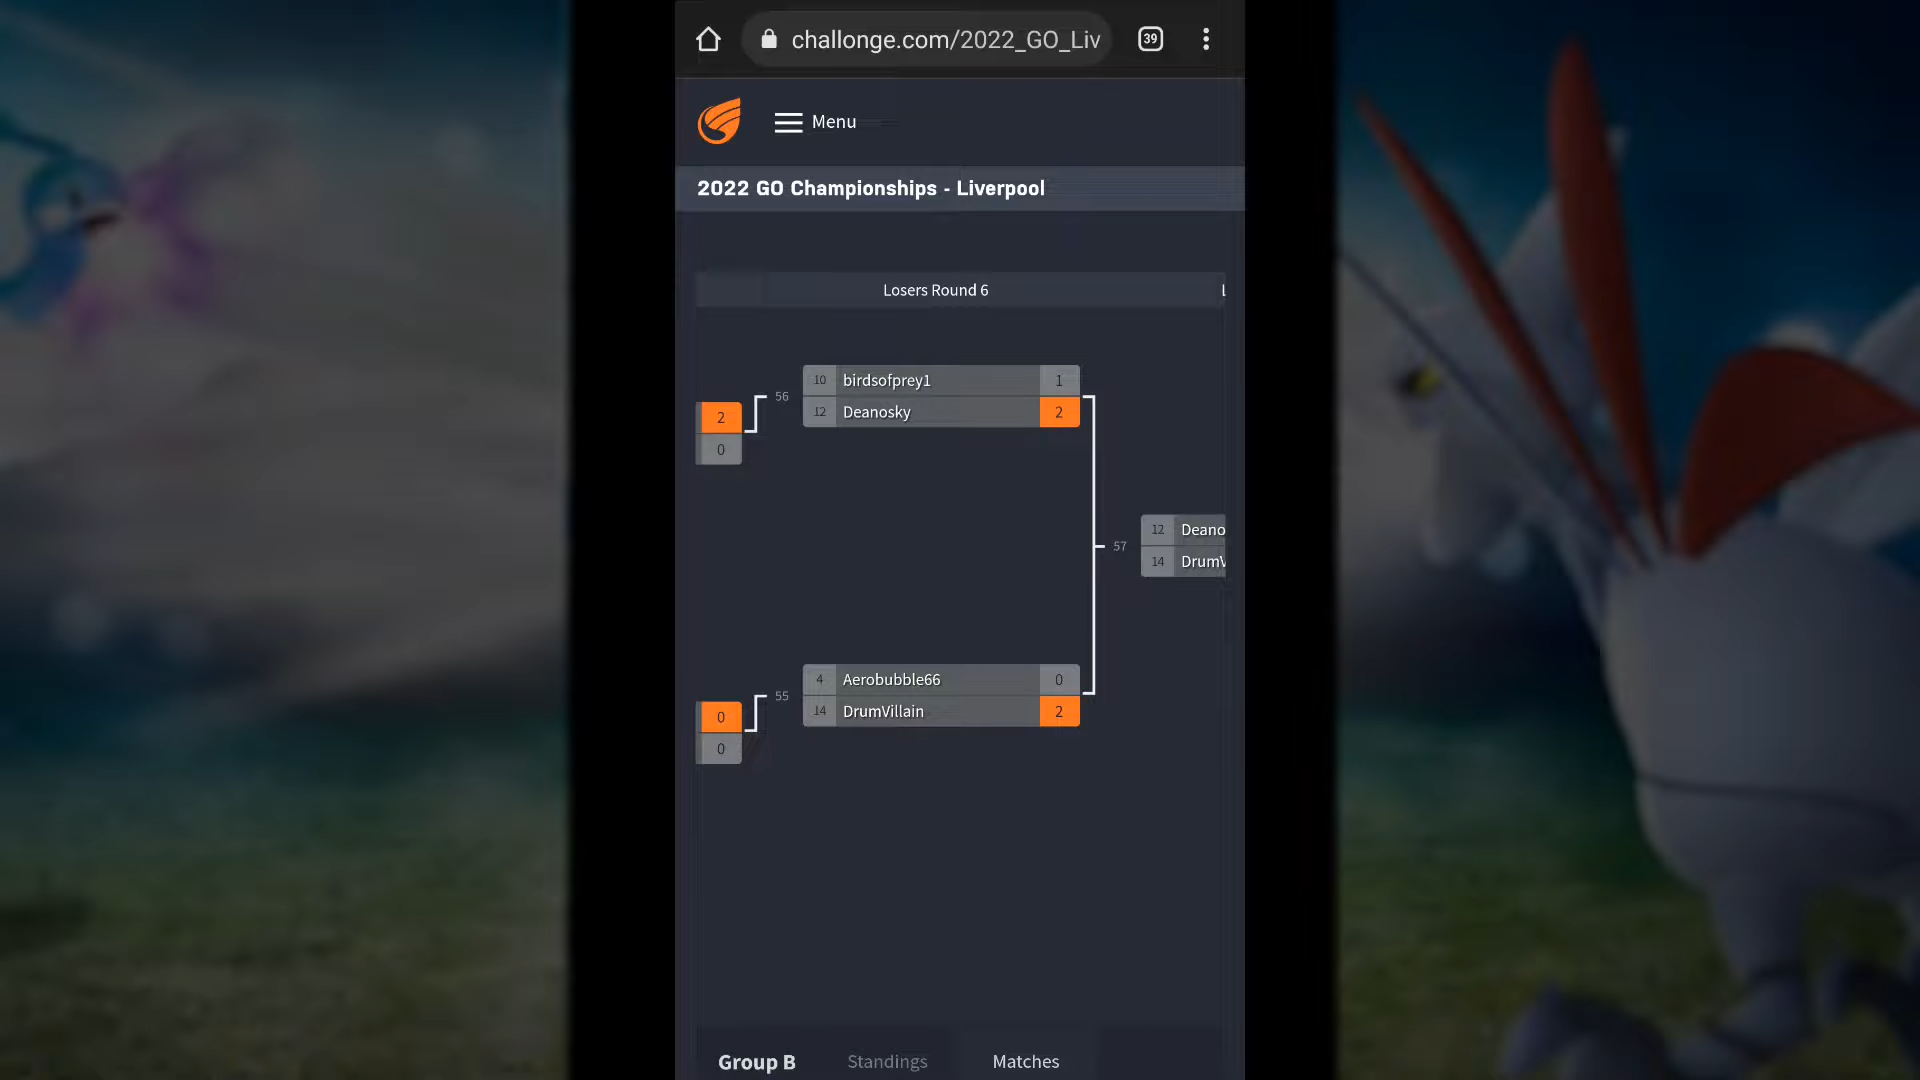 challonge.com/2022_GO_Liv
39
Menu
2022 GO Championships - Liverpool
Losers Round 6
L
56
10 birdsofprey1 1
12 Deanosky 2
2
0
12 Deano
57
14 DrumV
4 Aerobubble66 0
55
14 DrumVillain 2
0
0
Group B Standings Matches